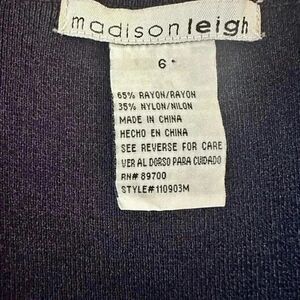 madisonleigh
6
65% RAYON/RAYON
35% NYLON/NILON
MADE IN CHINA
HECHO EN CHINA
SEE REVERSE FOR CARE
VER AL DORSO PARA CUIDADO
RN# 89700
STYLE#110903M